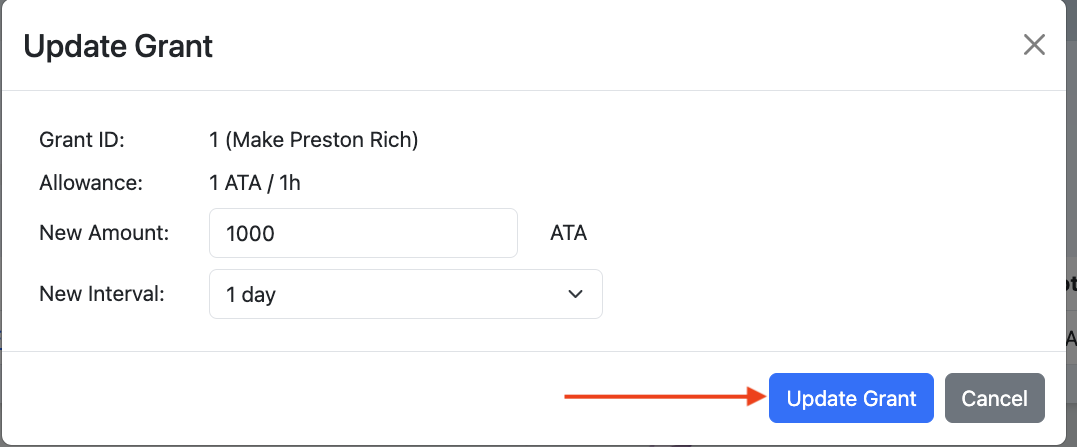 Update Grant
Grant ID: 1 (Make Preston Rich)
Allowance: 1 ATA / 1h
New Amount: 1000 ATA
New Interval: 1 day
Update Grant Cancel